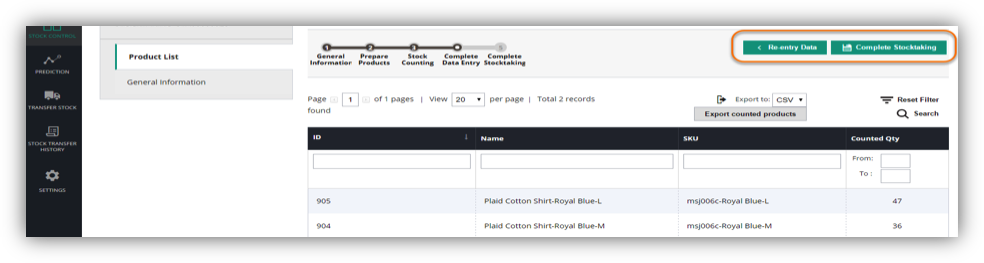 STOCK CONTROL
PREDICTION
TRANSFER STOCK
STOCK TRANSFER
HISTORY
SETTINGS
Product List
General Information
1 2 3 4 5
General Prepare Stock Complete Complete
Information Products Counting Data Entry Stocktaking
< Re-entry Data
Complete Stocktaking
Page 1 of 1 pages | View 20 per page | Total 2 records
found
Export to: CSV
Export counted products
Reset Filter
Search
ID Name SKU Counted Qty
From:
To :
905 Plaid Cotton Shirt-Royal Blue-L msj006c-Royal Blue-L 47
904 Plaid Cotton Shirt-Royal Blue-M msj006c-Royal Blue-M 36